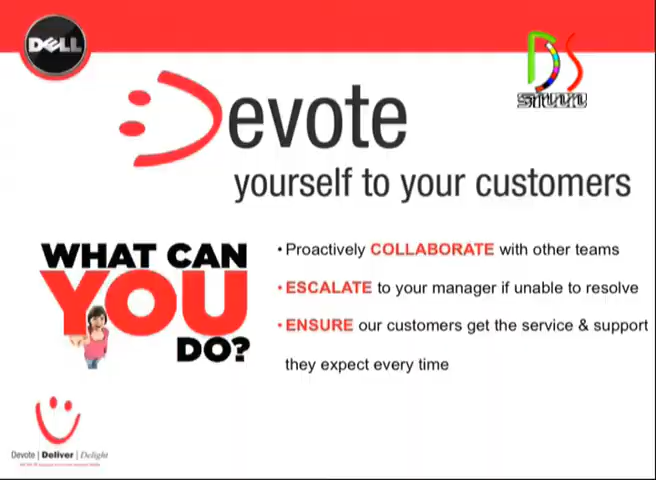 DELL
DS
Devote
yourself to your customers
WHAT CAN
YOU
DO?
• Proactively COLLABORATE with other teams
• ESCALATE to your manager if unable to resolve
• ENSURE our customers get the service & support
they expect every time
Devote | Deliver | Delight